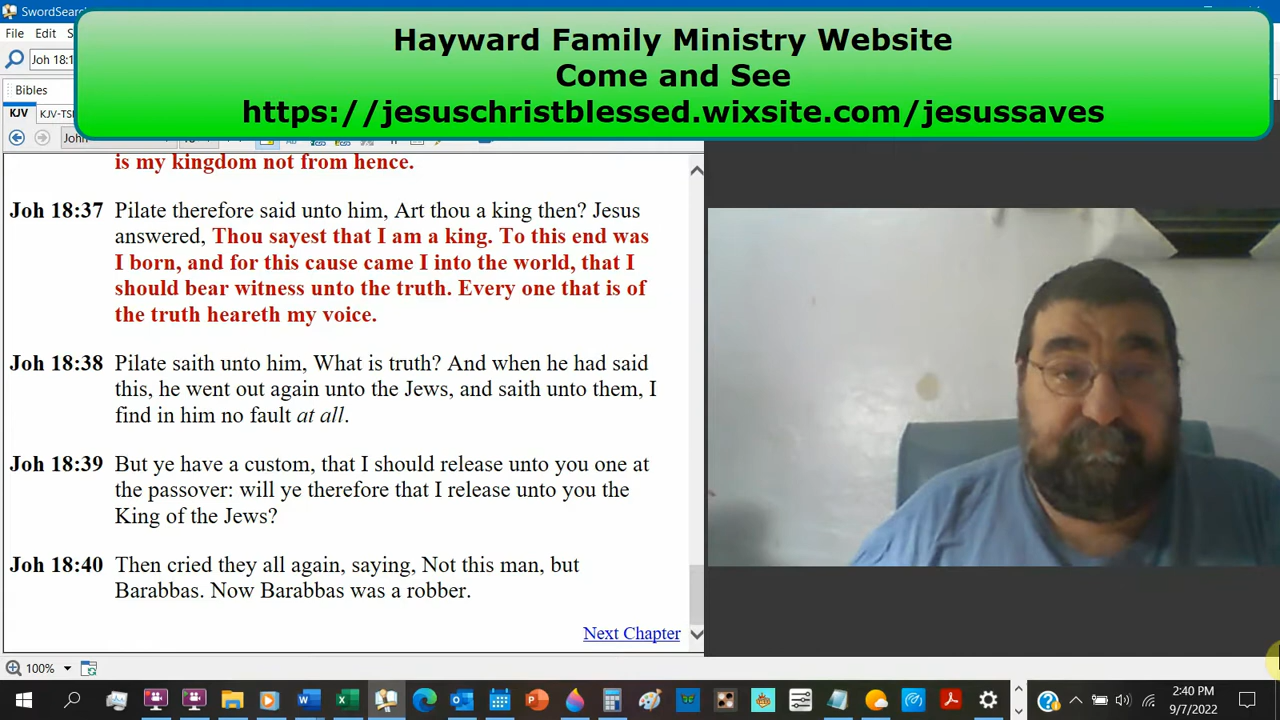 SwordSear
Hayward Family Ministry Website
Come and See
https://jesuschristblessed.wixsite.com/jesussaves
File Edit S
Joh 18:1
Bibles
KJV KJV-TS
John
is my kingdom not from hence.
Joh 18:37 Pilate therefore said unto him, Art thou a king then? Jesus
answered, Thou sayest that I am a king. To this end was
I born, and for this cause came I into the world, that I
should bear witness unto the truth. Every one that is of
the truth heareth my voice.
Joh 18:38 Pilate saith unto him, What is truth? And when he had said
this, he went out again unto the Jews, and saith unto them, I
find in him no fault at all.
Joh 18:39 But ye have a custom, that I should release unto you one at
the passover: will ye therefore that I release unto you the
King of the Jews?
Joh 18:40 Then cried they all again, saying, Not this man, but
Barabbas. Now Barabbas was a robber.
Next Chapter
100%
2:40 PM
9/7/2022